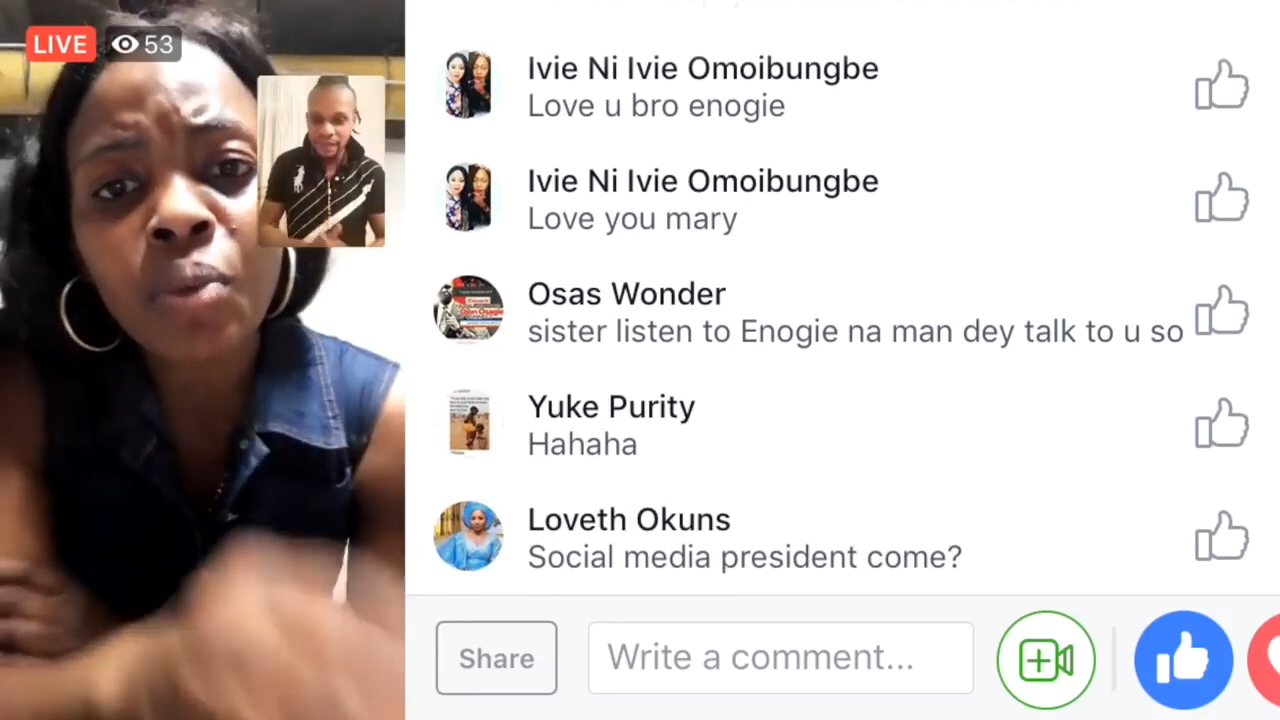 LIVE 53
Ivie Ni Ivie Omoibungbe
Love u bro enogie
Ivie Ni Ivie Omoibungbe
Love you mary
Osas Wonder
sister listen to Enogie na man dey talk to u so
Yuke Purity
Hahaha
Loveth Okuns
Social media president come?
Share
Write a comment...